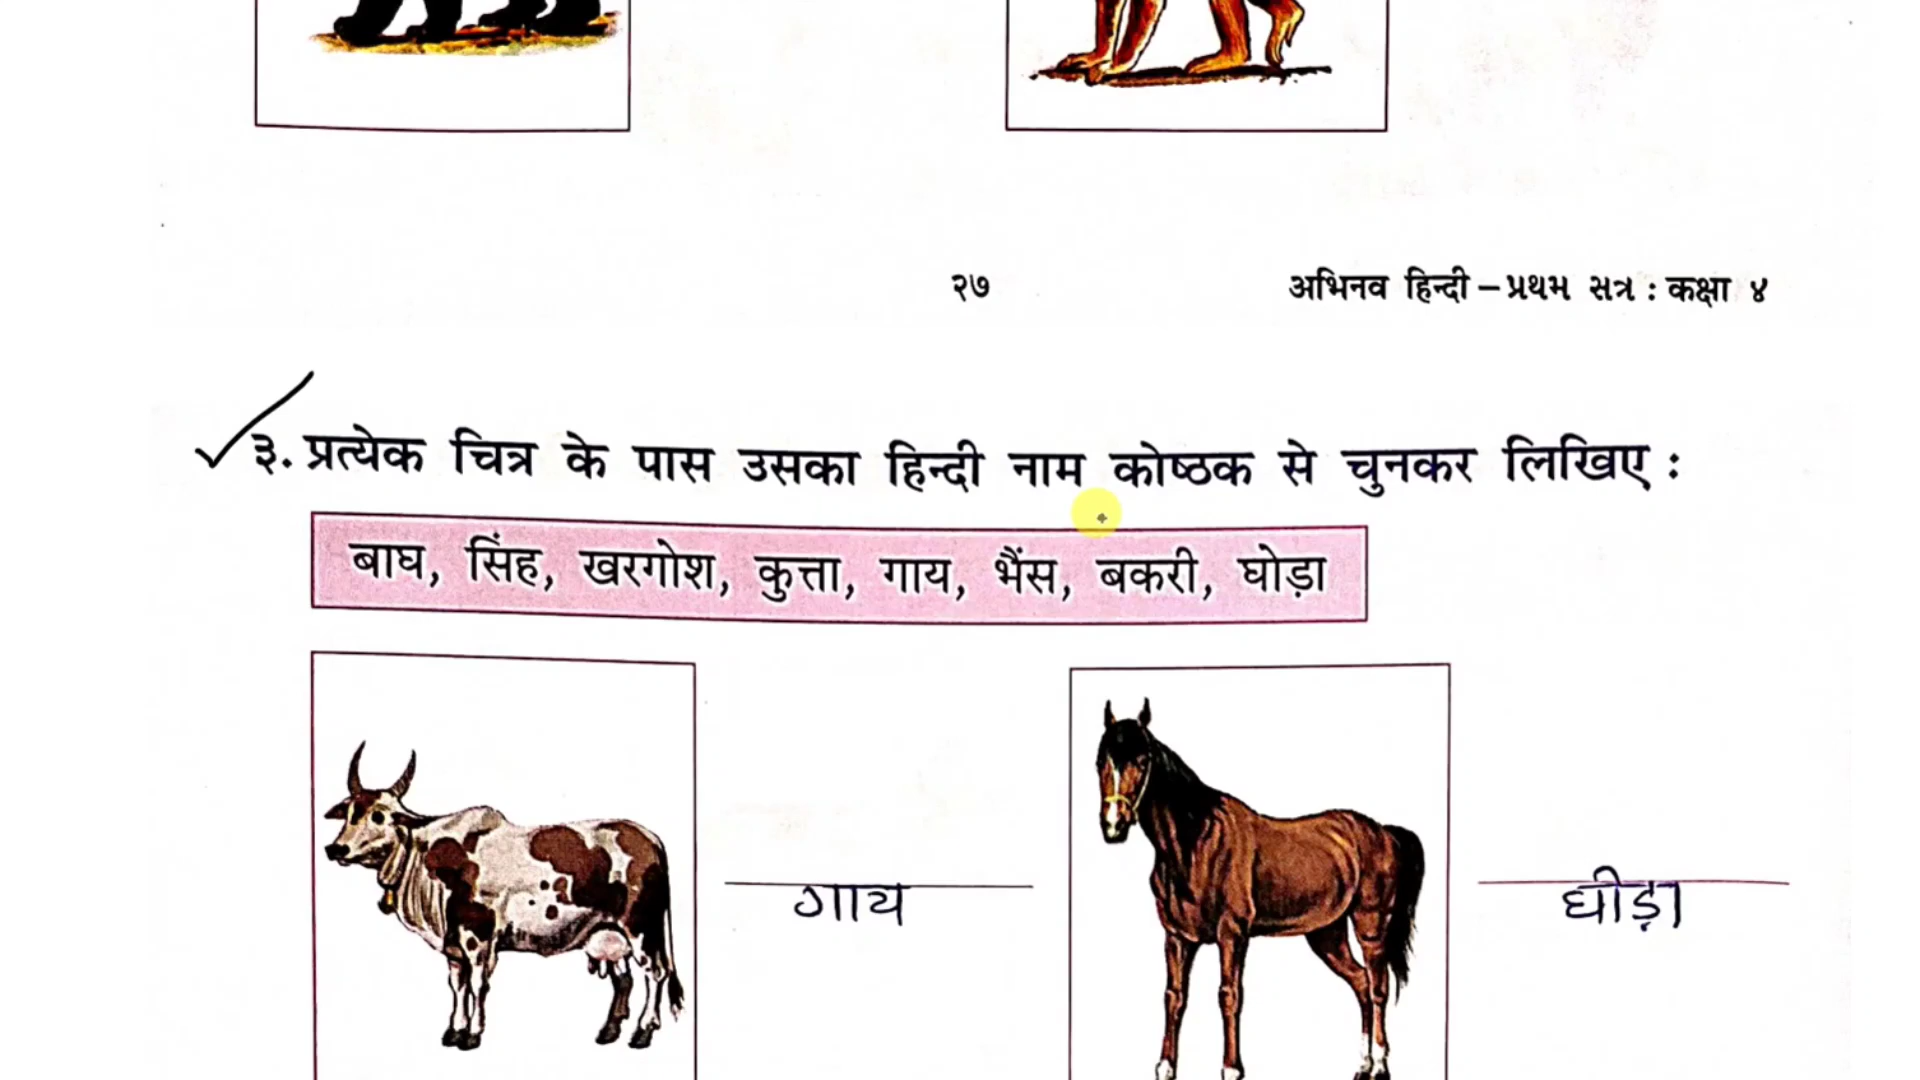 २७
अभिनव हिन्दी – प्रथम सत्र : कक्षा ४
३. प्रत्येक चित्र के पास उसका हिन्दी नाम कोष्ठक से चुनकर लिखिए :
बाघ, सिंह, खरगोश, कुत्ता, गाय, भैंस, बकरी, घोड़ा
गाय
घोड़ा